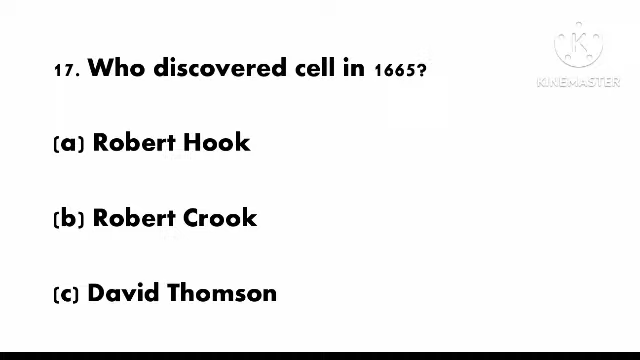 17. Who discovered cell in 1665?
(a) Robert Hook
(b) Robert Crook
(c) David Thomson
K
KINEMASTER